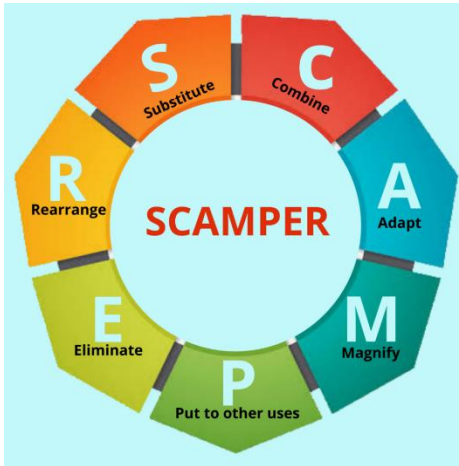 S
Substitute
C
Combine
A
Adapt
M
Magnify
P
Put to other uses
E
Eliminate
R
Rearrange
SCAMPER